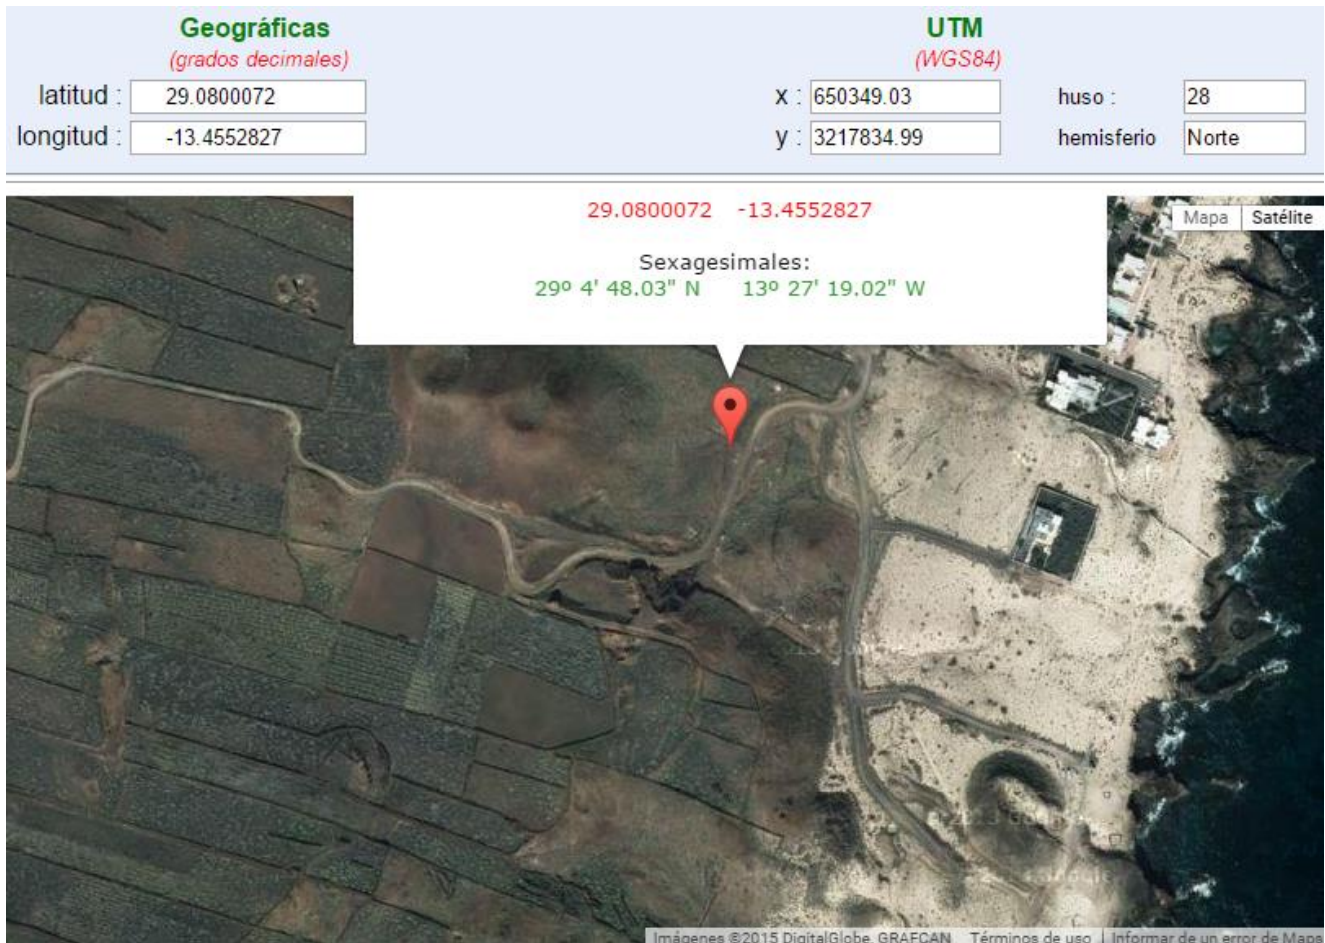 Geográficas
(grados decimales)
latitud : 29.0800072
longitud : -13.4552827
UTM
(WGS84)
x : 650349.03 huso : 28
y : 3217834.99 hemisferio Norte
29.0800072 -13.4552827
Mapa Satélite
Sexagesimales:
29º 4' 48.03" N 13º 27' 19.02" W
Imágenes ©2015 DigitalGlobe, GRAFCAN Términos de uso Informar de un error de Maps